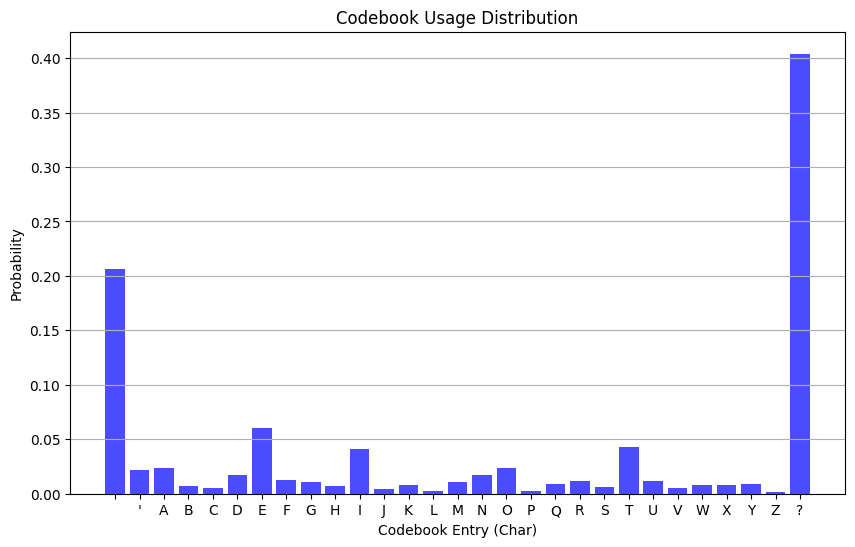 Codebook Usage Distribution
Probability
0.40
0.35
0.30
0.25
0.20
0.15
0.10
0.05
0.00
' A B C D E F G H I J K L M N O P Q R S T U V W X Y Z ?
Codebook Entry (Char)